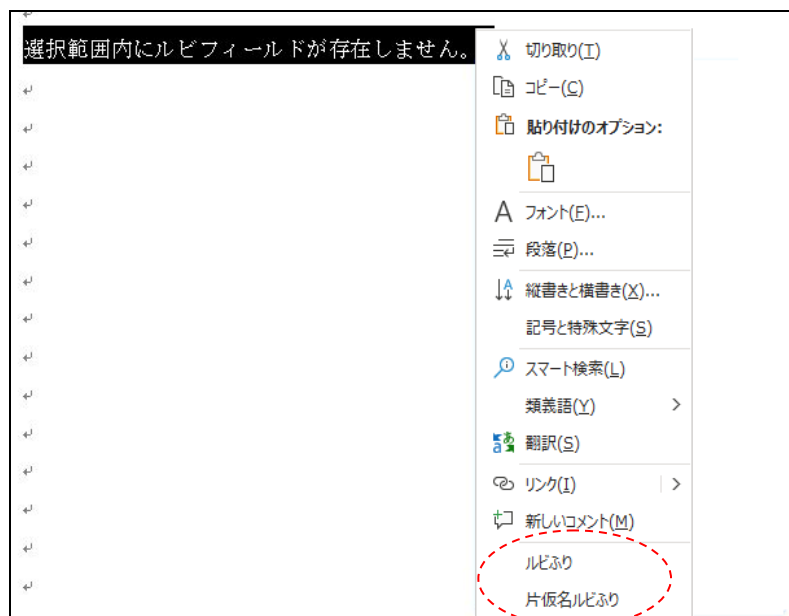 選択範囲内にルビフィールドが存在しません。
切り取り(T)
コピー(C)
貼り付けのオプション:
フォント(F)...
段落(P)...
縦書きと横書き(X)...
記号と特殊文字(S)
スマート検索(L)
類義語(Y)
翻訳(S)
リンク(I)
新しいコメント(M)
ルビふり
片仮名ルビふり